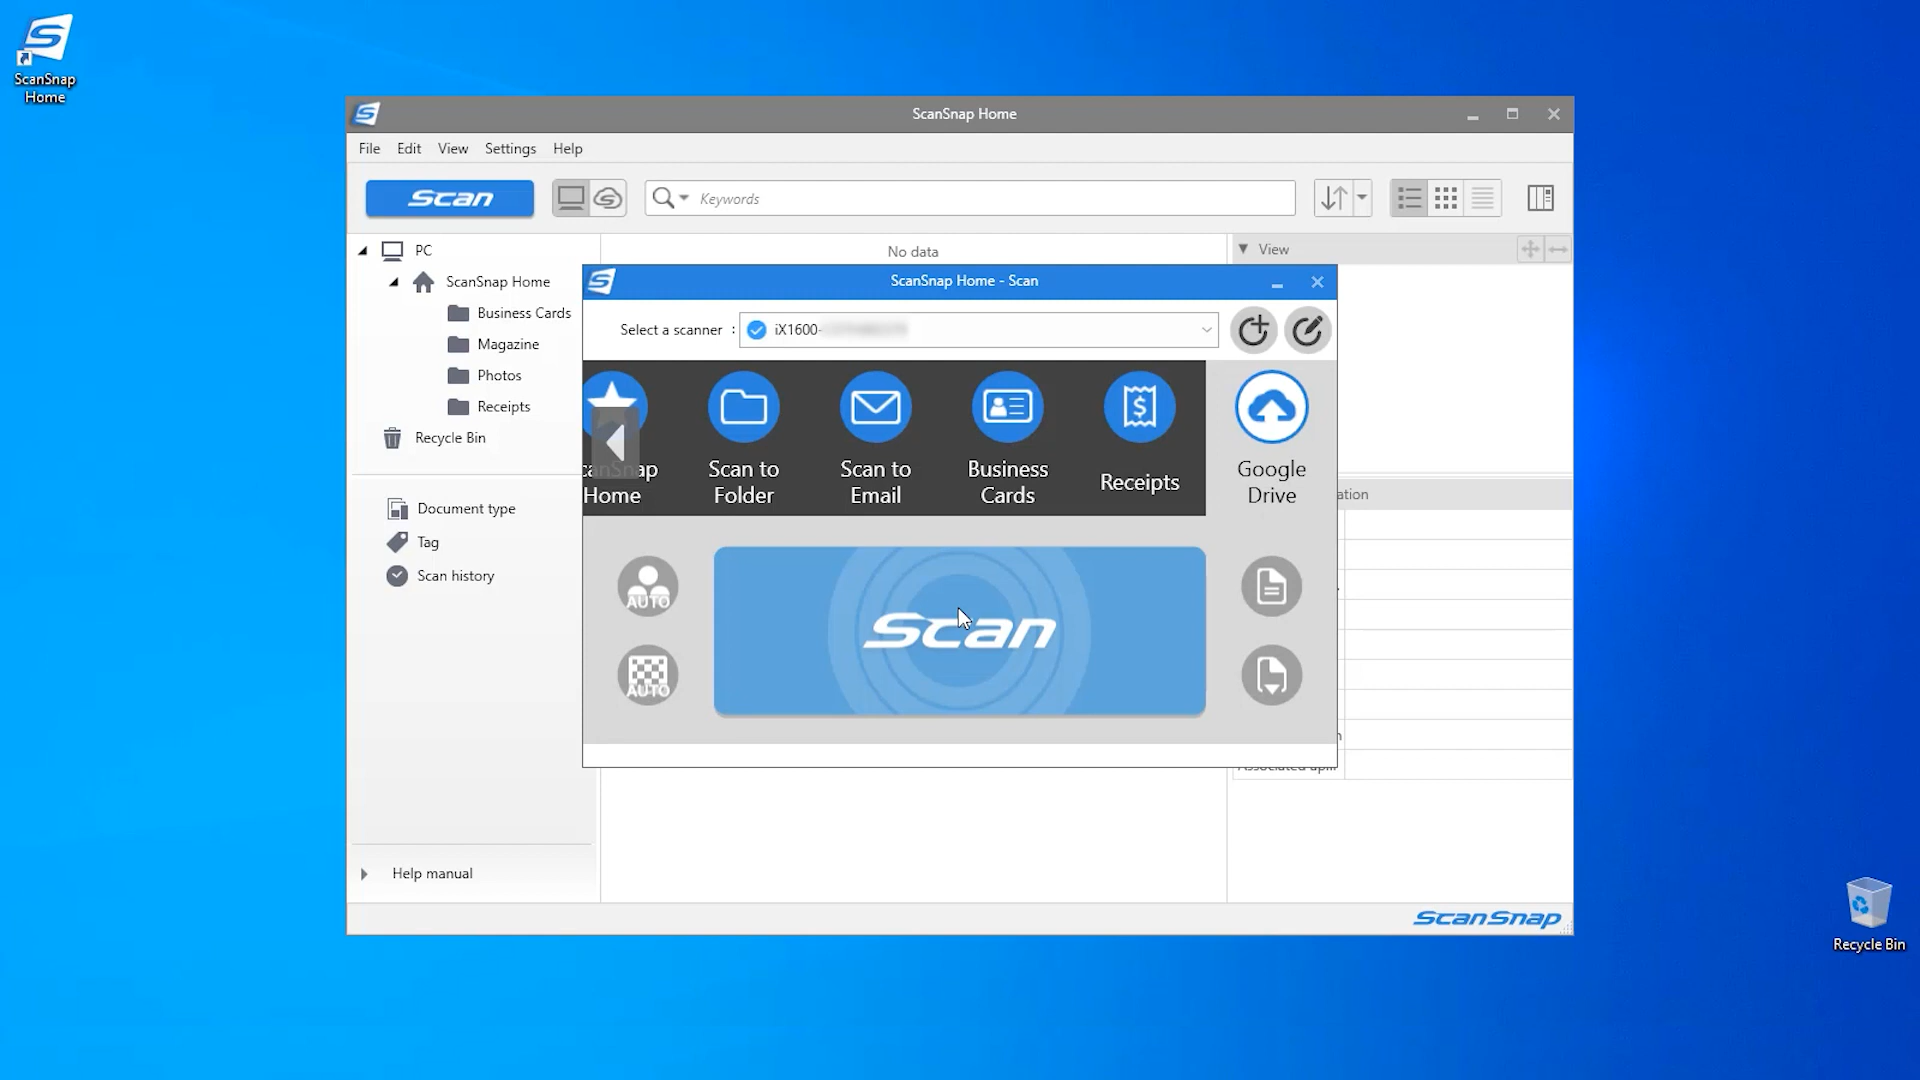 ScanSnap
Home
ScanSnap Home
File Edit View Settings Help
Scan
Keywords
PC
ScanSnap Home
Business Cards
Magazine
Photos
Receipts
Recycle Bin
Document type
Tag
Scan history
Help manual
No data
View
ScanSnap Home - Scan
Select a scanner : iX1600-
Home
Scan to
Folder
Scan to
Email
Business
Cards
Receipts
Google
Drive
AUTO
AUTO
Scan
ScanSnap
Recycle Bin